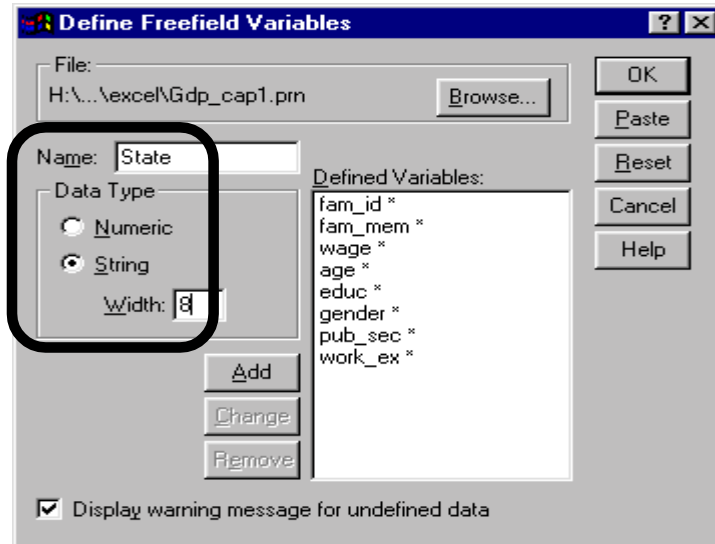 Define Freefield Variables
File:
H:\...\excel\Gdp_cap1.prn
Browse...
OK
Paste
Reset
Cancel
Help
Name: State
Data Type
Numeric
String
Width: 8
Defined Variables:
fam_id *
fam_mem *
wage *
age *
educ *
gender *
pub_sec *
work_ex *
Add
Change
Remove
Display warning message for undefined data